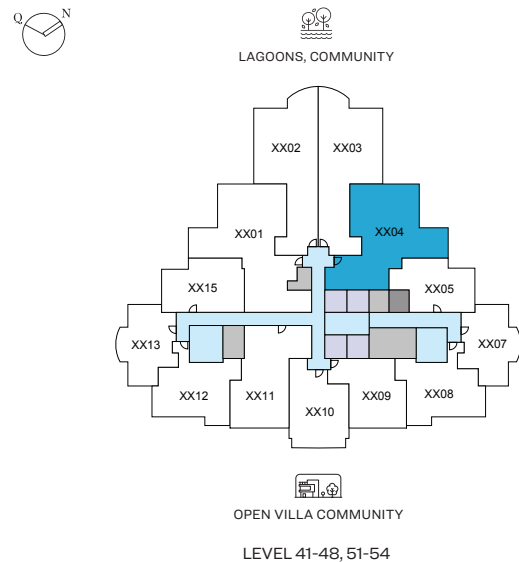 Q N
LAGOONS, COMMUNITY
XX02 XX03
XX01 XX04
XX15 XX05
XX13 XX07
XX12 XX11 XX10 XX09 XX08
OPEN VILLA COMMUNITY
LEVEL 41-48, 51-54